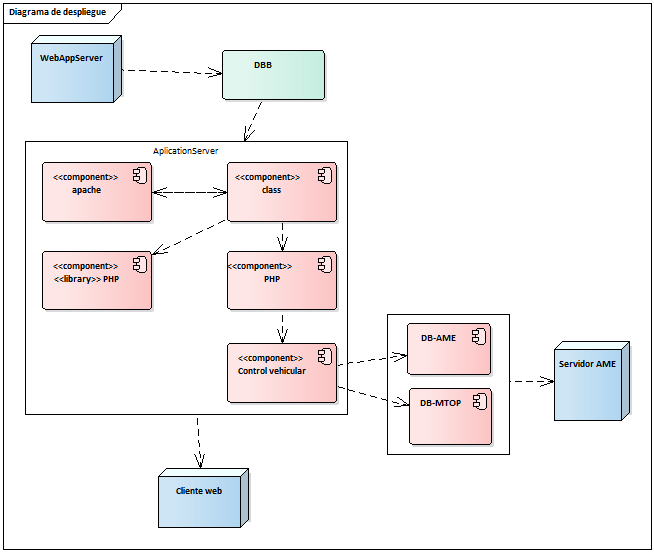 Diagrama de despliegue
WebAppServer
DBB
AplicationServer
<<component>>
apache
<<component>>
class
<<component>>
<<library>> PHP
<<component>>
PHP
<<component>>
Control vehicular
DB-AME
DB-MTOP
Servidor AME
Cliente web